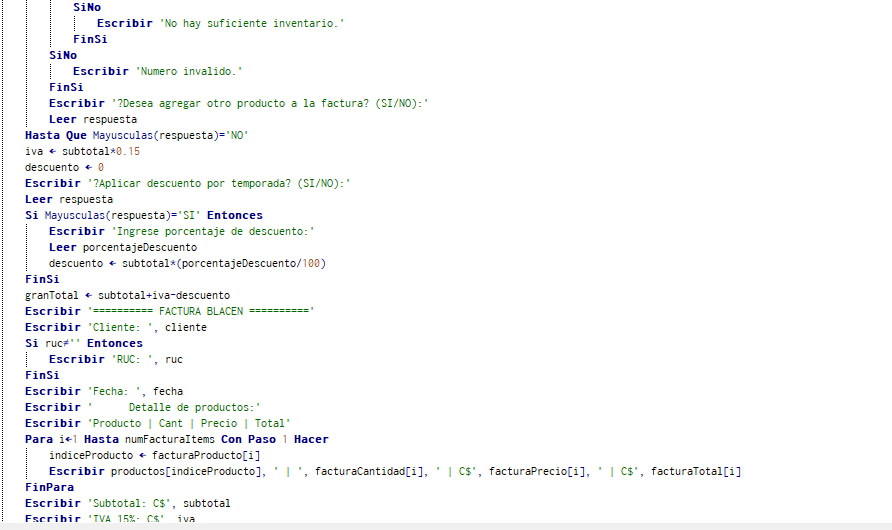 SiNo
Escribir 'No hay suficiente inventario.'
FinSi
SiNo
Escribir 'Numero invalido.'
FinSi
Escribir '?Desea agregar otro producto a la factura? (SI/NO):'
Leer respuesta
Hasta Que Mayusculas(respuesta)='NO'
iva ← subtotal*0.15
descuento ← 0
Escribir '?Aplicar descuento por temporada? (SI/NO):'
Leer respuesta
Si Mayusculas(respuesta)='SI' Entonces
Escribir 'Ingrese porcentaje de descuento:'
Leer porcentajeDescuento
descuento ← subtotal*(porcentajeDescuento/100)
FinSi
granTotal ← subtotal+iva-descuento
Escribir '========== FACTURA BLACEN =========='
Escribir 'Cliente: ', cliente
Si ruc≠'' Entonces
Escribir 'RUC: ', ruc
FinSi
Escribir 'Fecha: ', fecha
Escribir '      Detalle de productos:'
Escribir 'Producto | Cant | Precio | Total'
Para i←1 Hasta numFacturaItems Con Paso 1 Hacer
indiceProducto ← facturaProducto[i]
Escribir productos[indiceProducto], ' | ', facturaCantidad[i], ' | C$', facturaPrecio[i], ' | C$', facturaTotal[i]
FinPara
Escribir 'Subtotal: C$', subtotal
Escribir 'IVA 15%: C$', iva